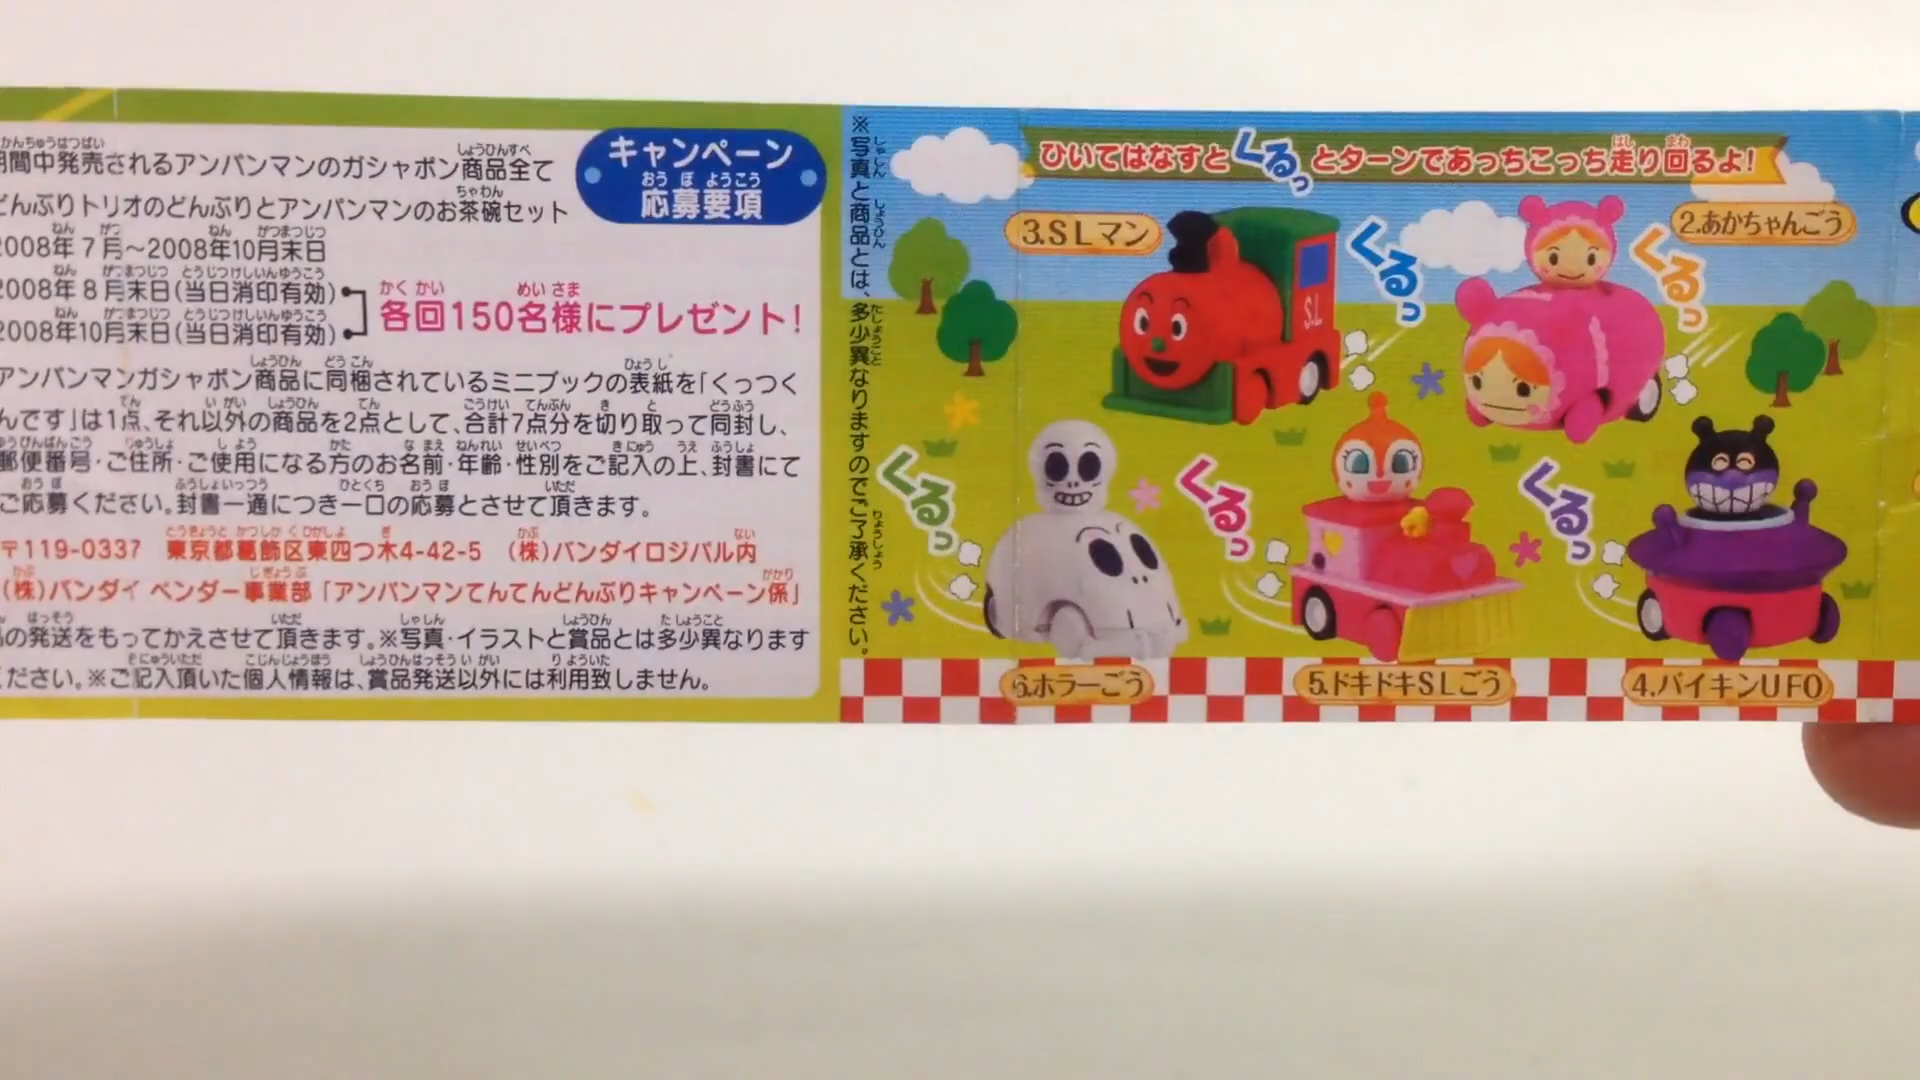 キャンペーン
応募要項
間中発売されるアンパンマンのガシャポン商品全て
どんぶりトリオのどんぶりとアンパンマンのお茶碗セット
2008年7月～2008年10月末日
2008年8月末日(当日消印有効)
2008年10月末日(当日消印有効)
各回150名様にプレゼント!
アンパンマンガシャポン商品に同梱されているミニブックの表紙を「くっつく
んです」は1点、それ以外の商品を2点として、合計7点分を切り取って同封し、
郵便番号・ご住所・ご使用になる方のお名前・年齢・性別をご記入の上、封書にて
ご応募ください。封書一通につき一口の応募とさせて頂きます。
〒119-0337 東京都葛飾区東四つ木4-42-5 (株)バンダイロジパル内
(株)バンダイ ベンダー事業部「アンパンマンてんてんどんぶりキャンペーン係」
の発送をもってかえさせて頂きます。※写真・イラストと賞品とは多少異なります
ください。※ご記入頂いた個人情報は、賞品発送以外には利用致しません。
※写真と商品とは、多少異なりますのでご了承ください。
ひいてはなすとくるっとターンであっちこっち走り回るよ!
3.SLマン
くるっ
2.あかちゃんごう
くるっ
SL
くるっ
くるっ
くるっ
6.ホラーごう
5.ドキドキSLごう
4.バイキンUFO